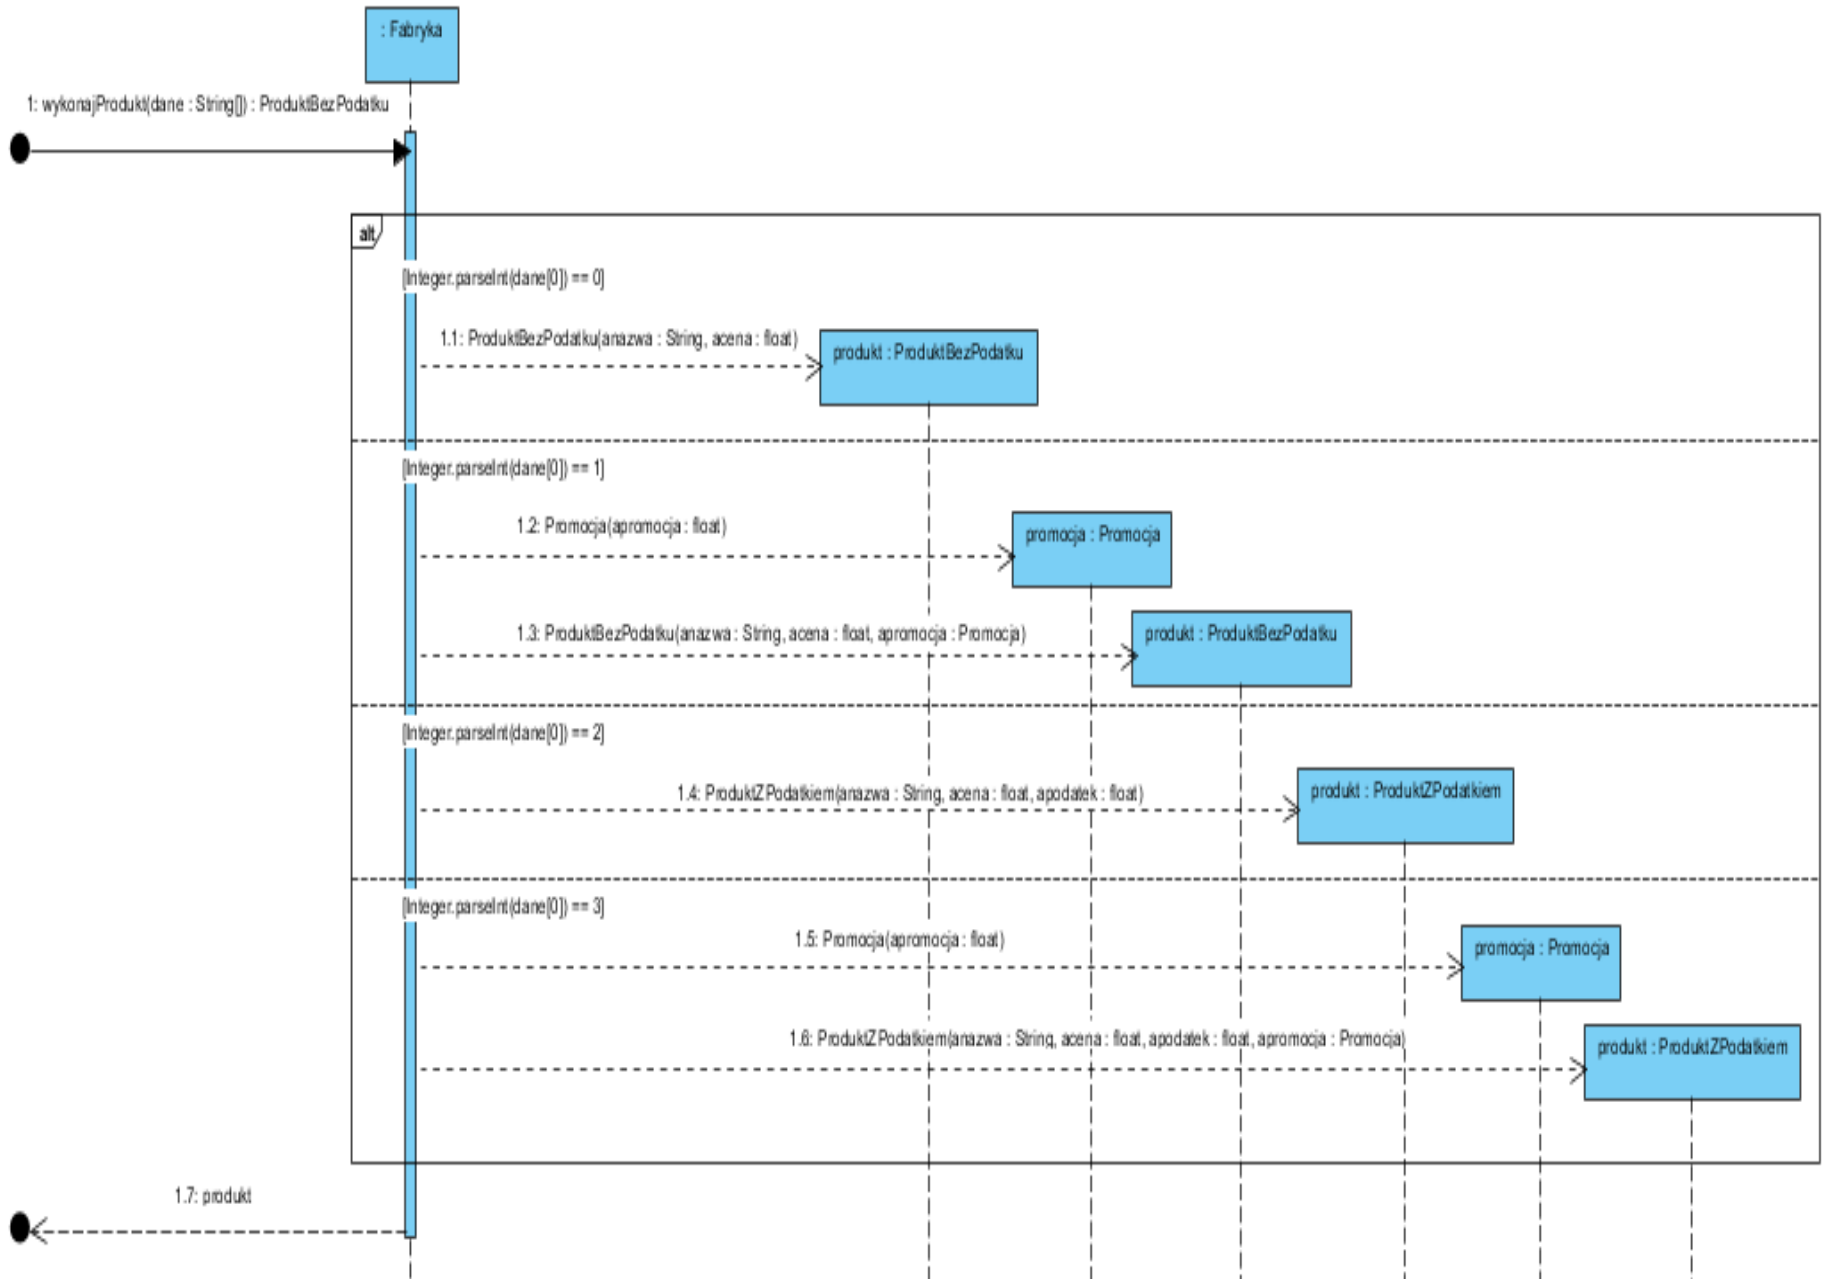 : Fabryka
1: wykonajProdukt(dane : String[]) : ProduktBezPodatku
alt
[Integer.parseInt(dane[0]) == 0]
1.1: ProduktBezPodatku(anazwa : String, acena : float)
produkt : ProduktBezPodatku
[Integer.parseInt(dane[0]) == 1]
1.2: Promocja(apromocja : float)
promocja : Promocja
1.3: ProduktBezPodatku(anazwa : String, acena : float, apromocja : Promocja)
produkt : ProduktBezPodatku
[Integer.parseInt(dane[0]) == 2]
1.4: ProduktZPodatkiem(anazwa : String, acena : float, apodatek : float)
produkt : ProduktZPodatkiem
[Integer.parseInt(dane[0]) == 3]
1.5: Promocja(apromocja : float)
promocja : Promocja
1.6: ProduktZPodatkiem(anazwa : String, acena : float, apodatek : float, apromocja : Promocja)
produkt : ProduktZPodatkiem
1.7: produkt